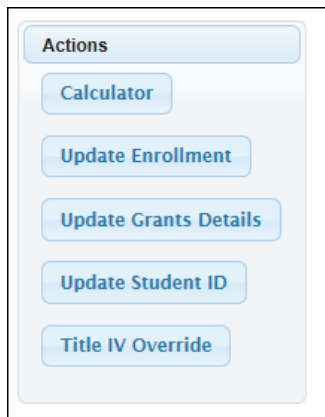 Actions
Calculator
Update Enrollment
Update Grants Details
Update Student ID
Title IV Override